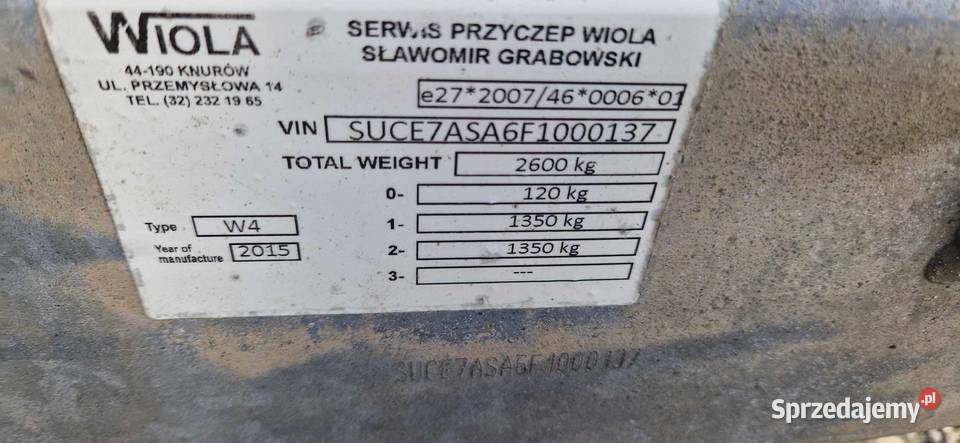 WIOLA
44-190 KNURÓW
UL. PRZEMYSŁOWA 14
TEL. (32) 232 19 65
SERWIS PRZYCZEP WIOLA
SŁAWOMIR GRABOWSKI
e27*2007/46*0006*01
VIN SUCE7ASA6F1000137
TOTAL WEIGHT 2600 kg
0- 120 kg
Type W4 1- 1350 kg
Year of manufacture 2015 2- 1350 kg
3- ---
SUCE7ASA6F1000137
Sprzedajemy.pl